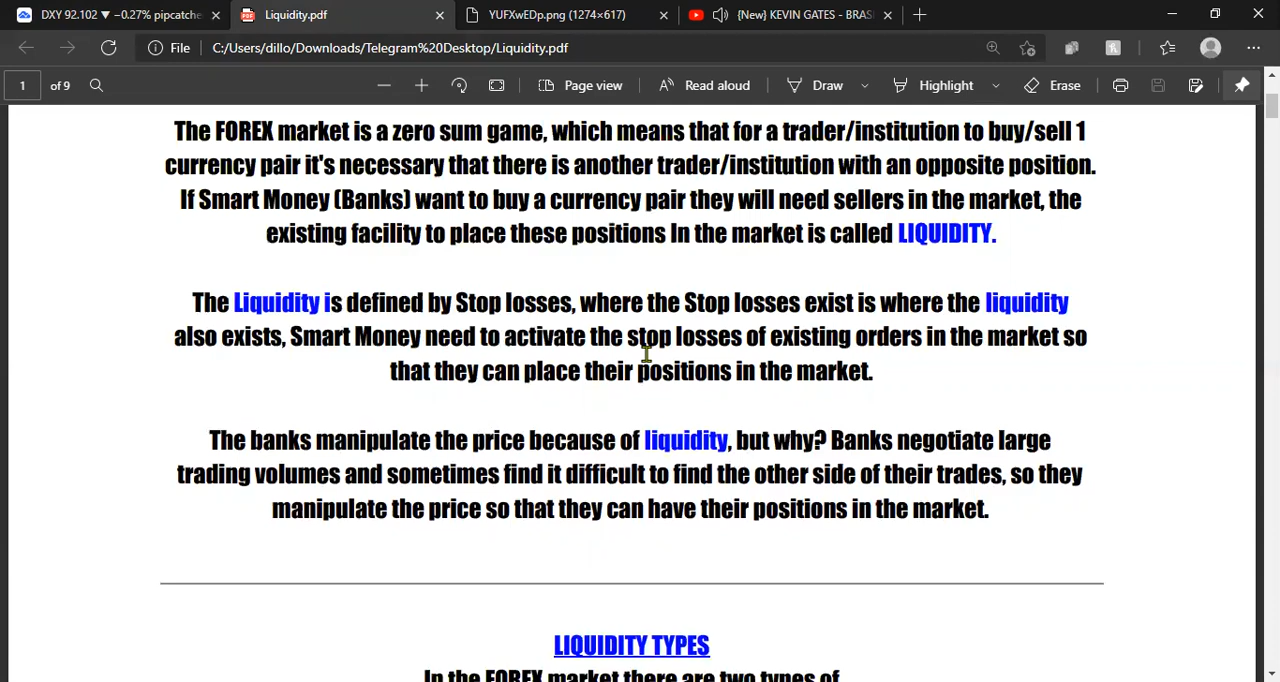 DXY 92.102 ▼ −0.27% pipcatche
Liquidity.pdf
YUFXwEDp.png (1274×617)
{New} KEVIN GATES - BRAS
File
C:/Users/dillo/Downloads/Telegram%20Desktop/Liquidity.pdf
1 of 9
Page view
Read aloud
Draw
Highlight
Erase
The FOREX market is a zero sum game, which means that for a trader/institution to buy/sell 1
currency pair it's necessary that there is another trader/institution with an opposite position.
If Smart Money (Banks) want to buy a currency pair they will need sellers in the market, the
existing facility to place these positions In the market is called LIQUIDITY.
The Liquidity is defined by Stop losses, where the Stop losses exist is where the liquidity
also exists, Smart Money need to activate the stop losses of existing orders in the market so
that they can place their positions in the market.
The banks manipulate the price because of liquidity, but why? Banks negotiate large
trading volumes and sometimes find it difficult to find the other side of their trades, so they
manipulate the price so that they can have their positions in the market.
LIQUIDITY TYPES
In the FOREX market there are two types of